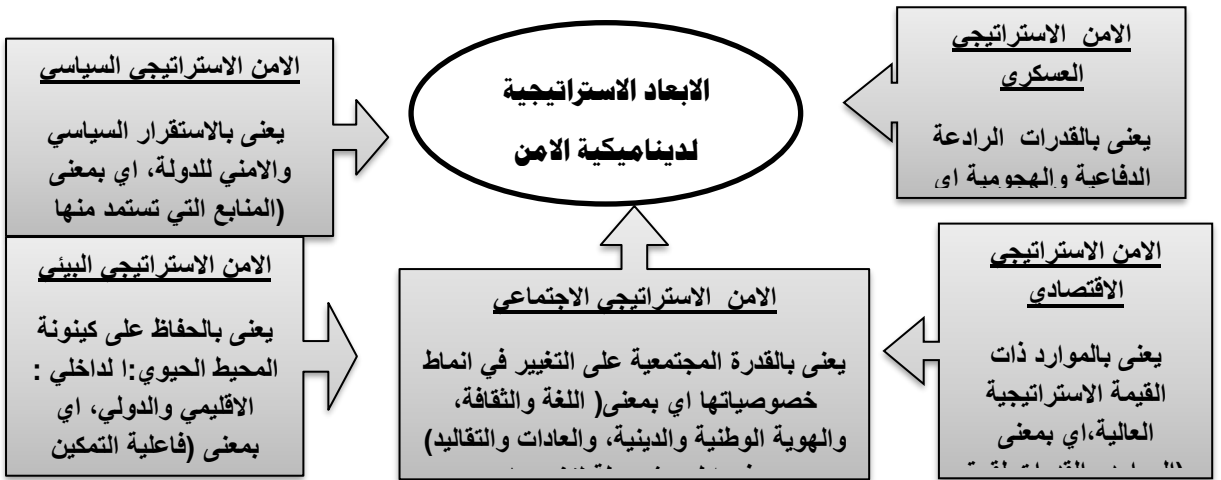 الامن الاستراتيجي العسكري
يعنى بالقدرات الرادعة
الدفاعية والهجومية اي
الابعاد الاستراتيجية
لديناميكية الامن
الامن الاستراتيجي السياسي
يعنى بالاستقرار السياسي
والامني للدولة، اي بمعنى
(المنابع التي تستمد منها
الامن الاستراتيجي
الاقتصادي
يعنى بالموارد ذات
القيمة الاستراتيجية
العالية،اي بمعنى
الامن الاستراتيجي الاجتماعي
يعنى بالقدرة المجتمعية على التغيير في انماط
خصوصياتها اي بمعنى( اللغة والثقافة،
والهوية الوطنية والدينية، والعادات والتقاليد)
الامن الاستراتيجي البيئي
يعنى بالحفاظ على كينونة
المحيط الحيوي:ا لداخلي :
الاقليمي والدولي، اي
بمعنى (فاعلية التمكين